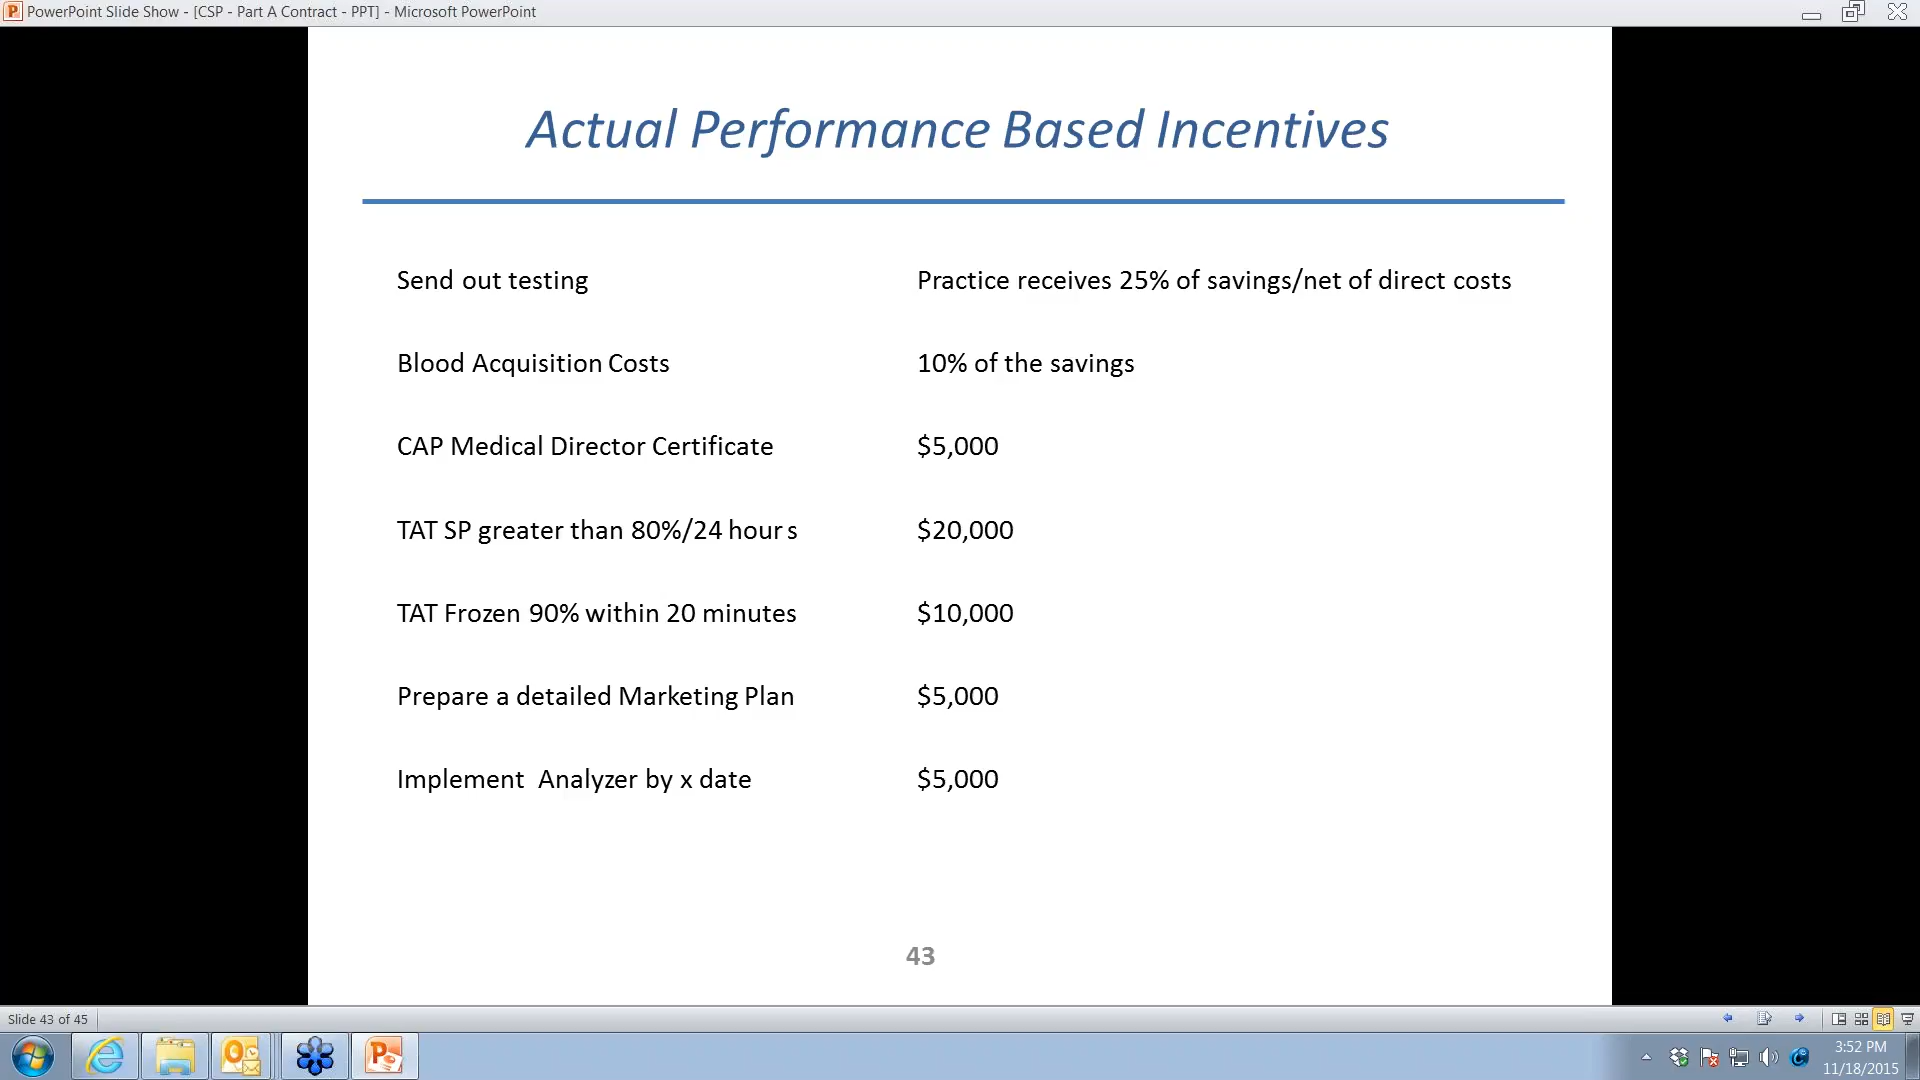 PowerPoint Slide Show - [CSP - Part A Contract - PPT] - Microsoft PowerPoint
Actual Performance Based Incentives
Send out testing Practice receives 25% of savings/net of direct costs
Blood Acquisition Costs 10% of the savings
CAP Medical Director Certificate $5,000
TAT SP greater than 80%/24 hours $20,000
TAT Frozen 90% within 20 minutes $10,000
Prepare a detailed Marketing Plan $5,000
Implement Analyzer by x date $5,000
43
Slide 43 of 45
3:52 PM
11/18/2015